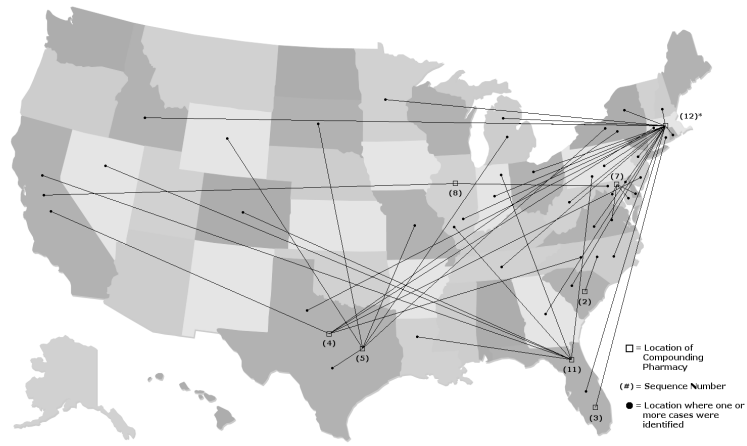 (12)*
(7)
(8)
(2)
(4)
(5)
(11)
(3)
= Location of
Compounding
Pharmacy
(#) = Sequence Number
= Location where one or
more cases were
identified